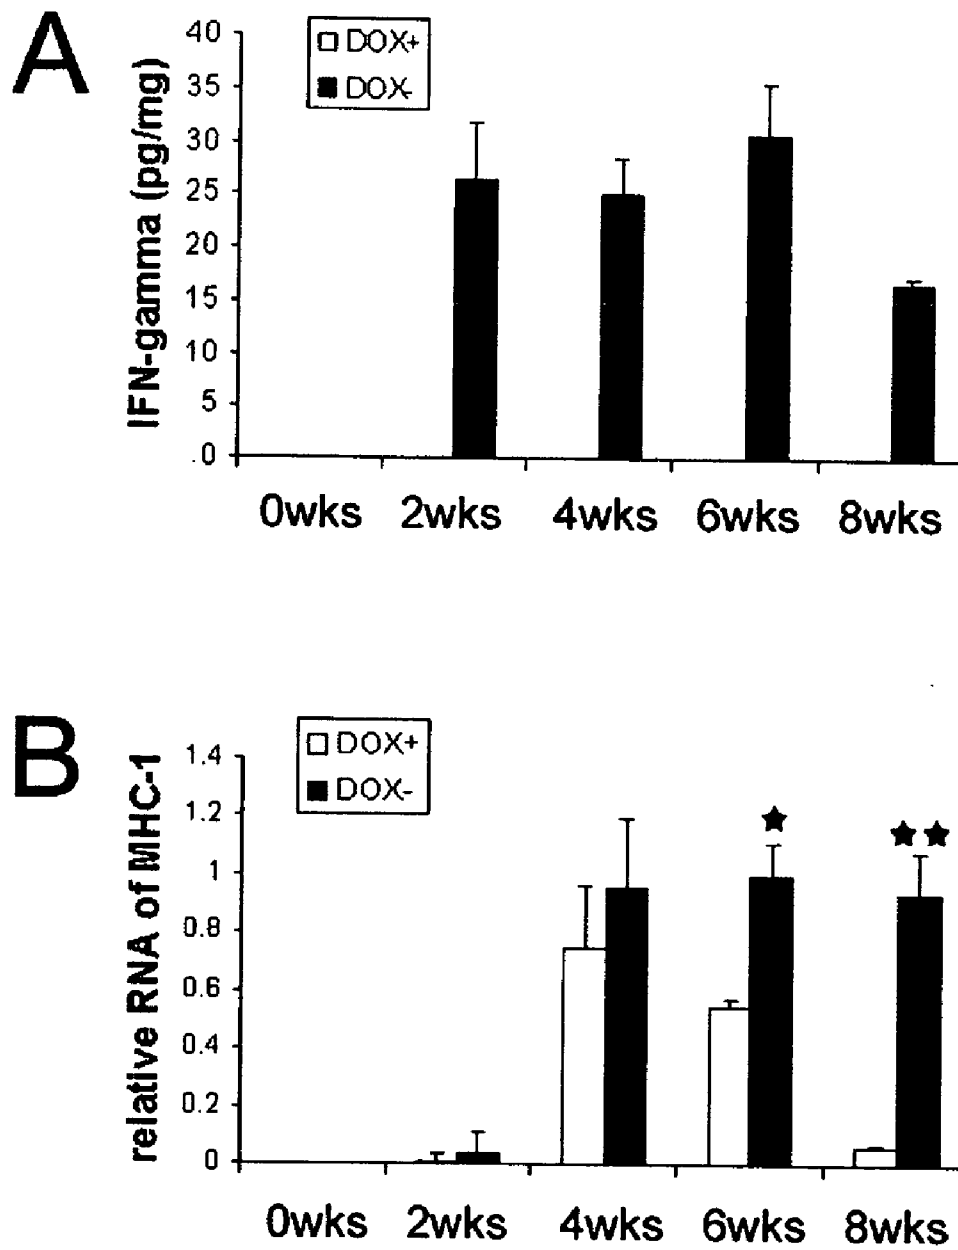 A
IFN-gamma (pg/mg)
40
35
30
25
20
15
10
5
.0
DOX+
DOX-
0wks 2wks 4wks 6wks 8wks
B
relative RNA of MHC-1
1.4
1.2
1
0.8
0.6
0.4
0.2
0
DOX+
DOX-
★
★★
0wks 2wks 4wks 6wks 8wks